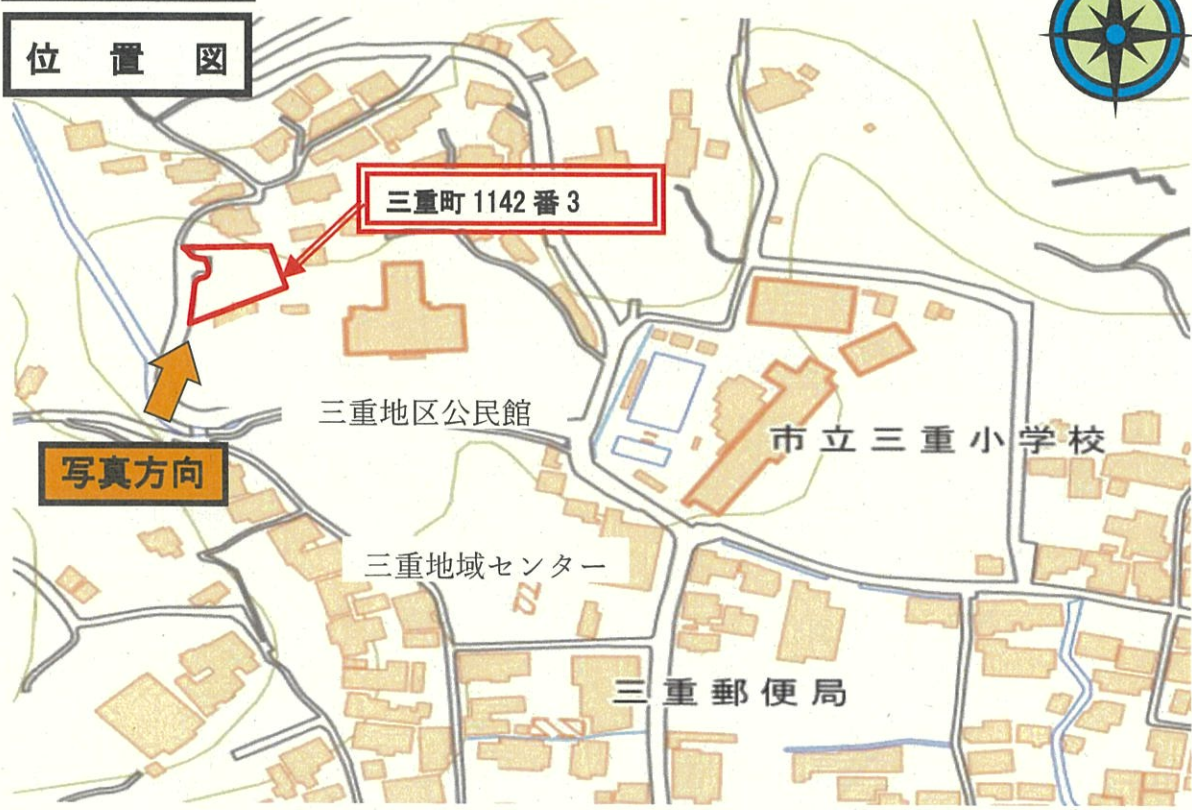 位置図
三重町 1142 番 3
三重地区公民館
市立三重小学校
写真方向
三重地域センター
三重郵便局